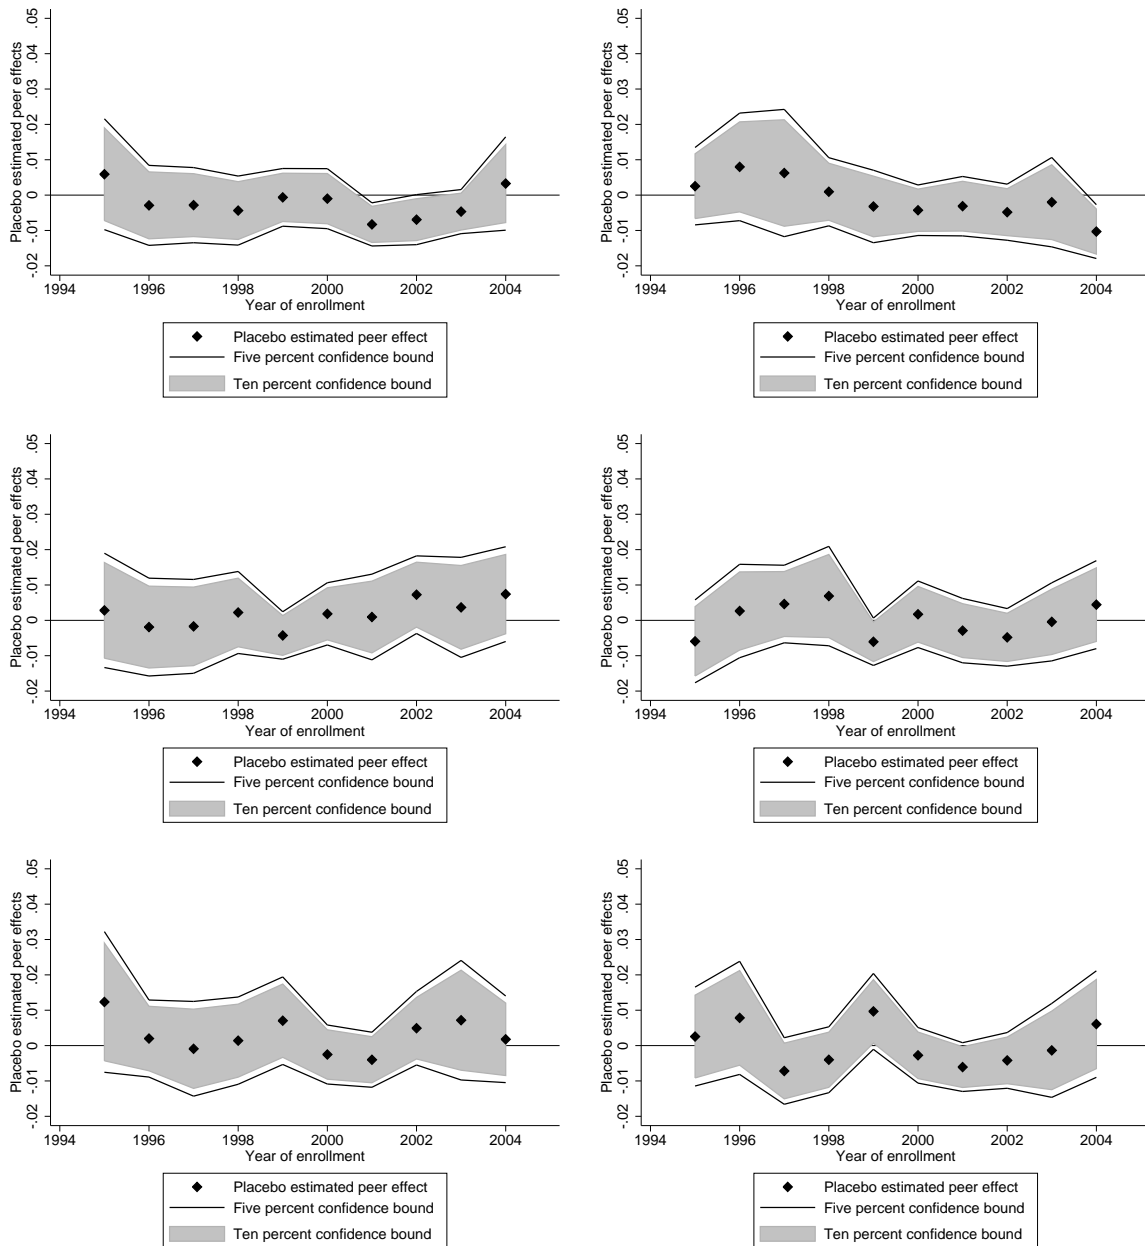 Placebo estimated peer effects
.05
.04
.03
.02
.01
0
-.01
-.02
1994 1996 1998 2000 2002 2004
Year of enrollment
Placebo estimated peer effect
Five percent confidence bound
Ten percent confidence bound
Placebo estimated peer effects
.05
.04
.03
.02
.01
0
-.01
-.02
1994 1996 1998 2000 2002 2004
Year of enrollment
Placebo estimated peer effect
Five percent confidence bound
Ten percent confidence bound
Placebo estimated peer effects
.05
.04
.03
.02
.01
0
-.01
-.02
1994 1996 1998 2000 2002 2004
Year of enrollment
Placebo estimated peer effect
Five percent confidence bound
Ten percent confidence bound
Placebo estimated peer effects
.05
.04
.03
.02
.01
0
-.01
-.02
1994 1996 1998 2000 2002 2004
Year of enrollment
Placebo estimated peer effect
Five percent confidence bound
Ten percent confidence bound
Placebo estimated peer effects
.05
.04
.03
.02
.01
0
-.01
-.02
1994 1996 1998 2000 2002 2004
Year of enrollment
Placebo estimated peer effect
Five percent confidence bound
Ten percent confidence bound
Placebo estimated peer effects
.05
.04
.03
.02
.01
0
-.01
-.02
1994 1996 1998 2000 2002 2004
Year of enrollment
Placebo estimated peer effect
Five percent confidence bound
Ten percent confidence bound